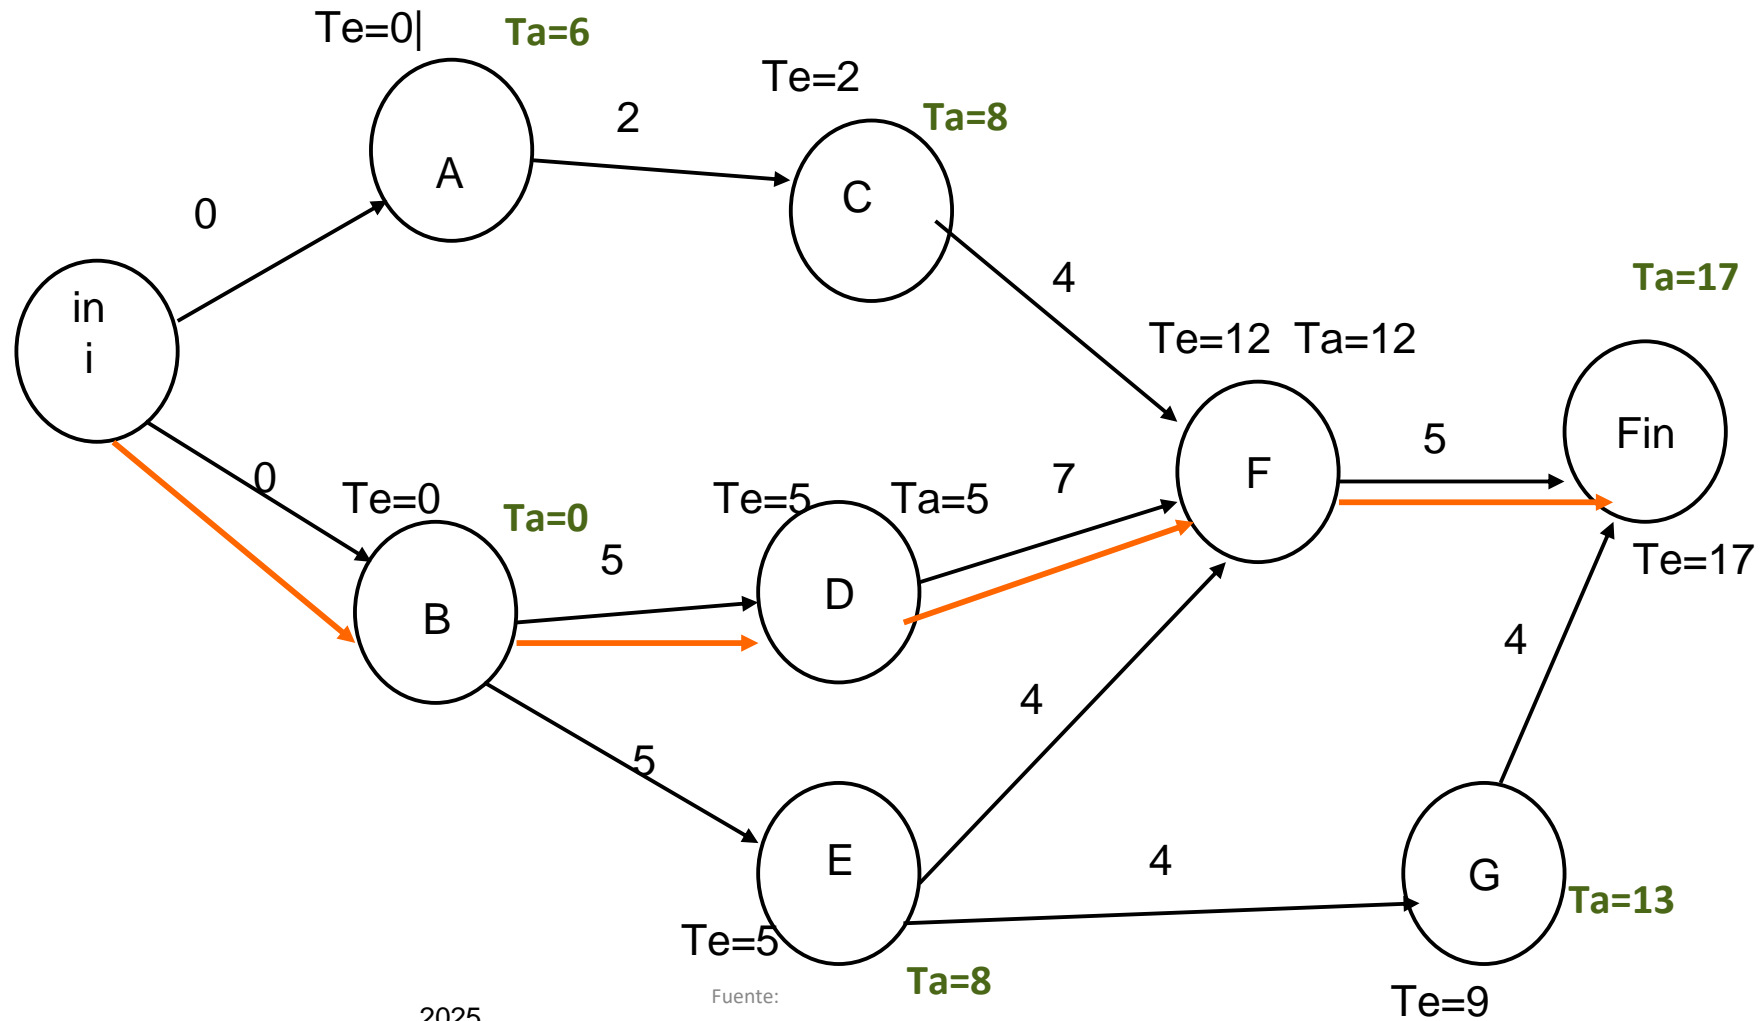 Te=0|
Ta=6
Te=2
Ta=8
2
A
C
0
in
i
4
Ta=17
Te=12 Ta=12
Fin
5
F
0
Te=0
Ta=0
Te=5
Ta=5
7
5
D
B
Te=17
4
4
5
E
4
G
Ta=13
Te=5
Ta=8
Fuente:
Te=9
2025